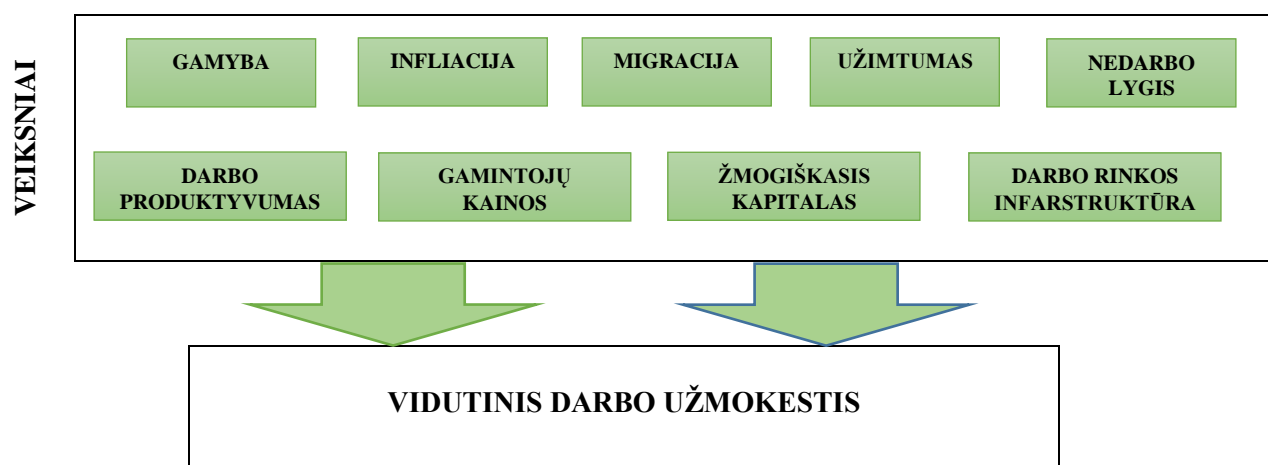 VEIKSNIAI
GAMYBA
INFLIACIJA
MIGRACIJA
UŽIMTUMAS
NEDARBO
LYGIS
DARBO
PRODUKTYVUMAS
GAMINTOJŲ
KAINOS
ŽMOGIŠKASIS
KAPITALAS
DARBO RINKOS
INFARSTRUKTŪRA
VIDUTINIS DARBO UŽMOKESTIS